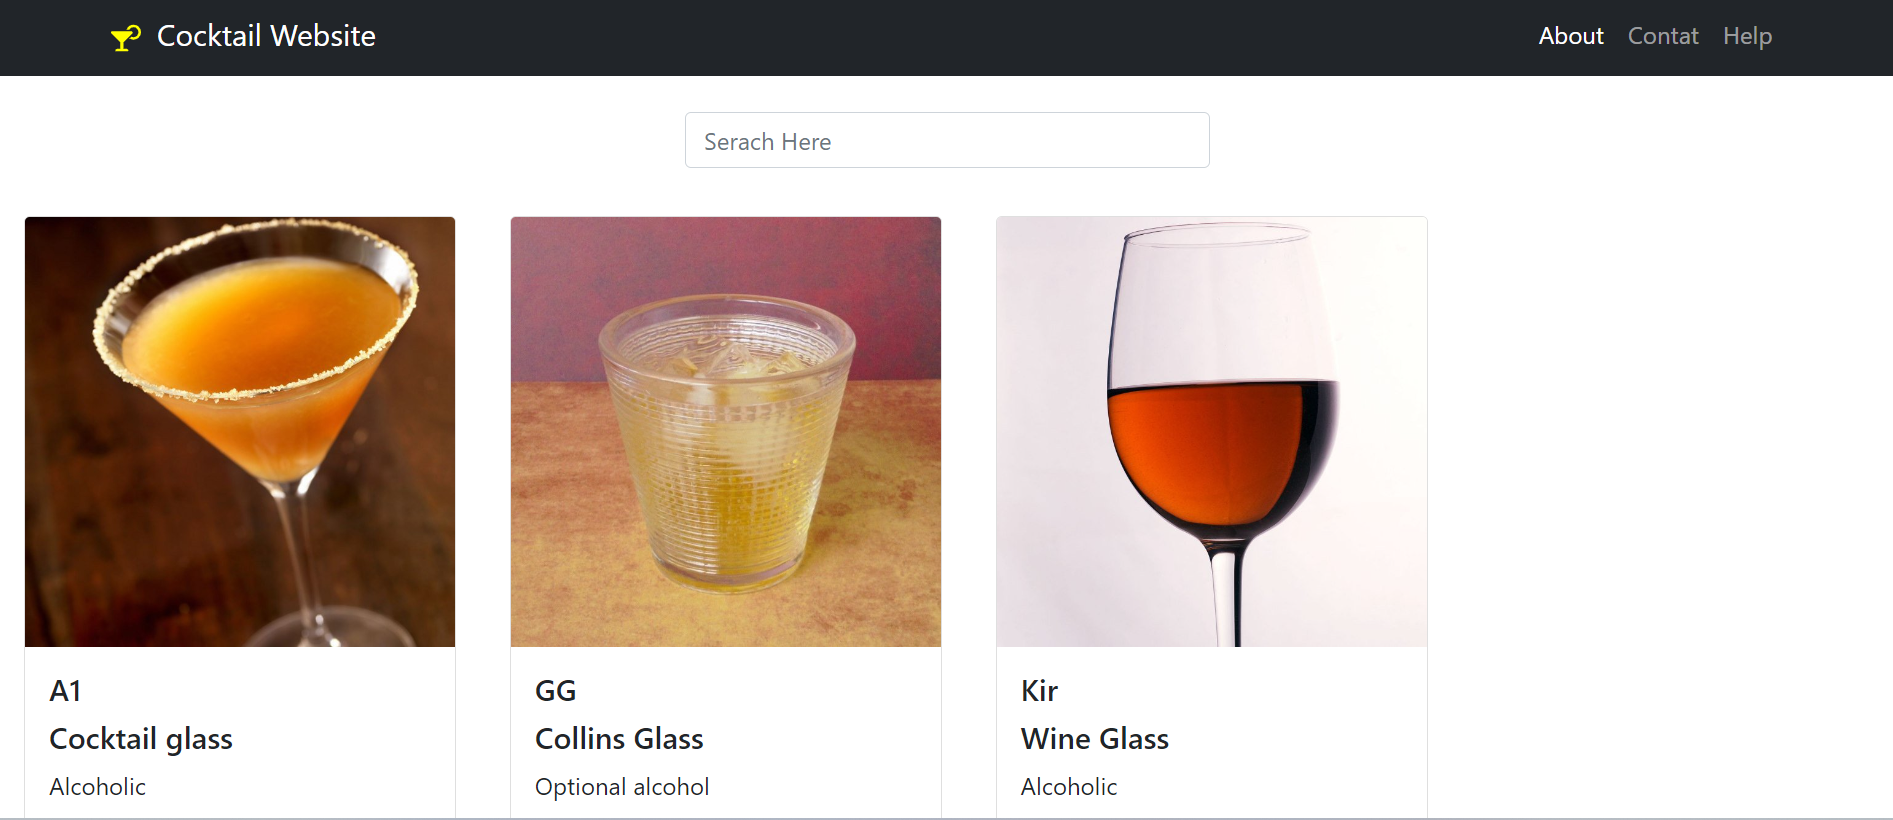 Cocktail Website
About Contat Help
Serach Here
A1
Cocktail glass
Alcoholic
GG
Collins Glass
Optional alcohol
Kir
Wine Glass
Alcoholic